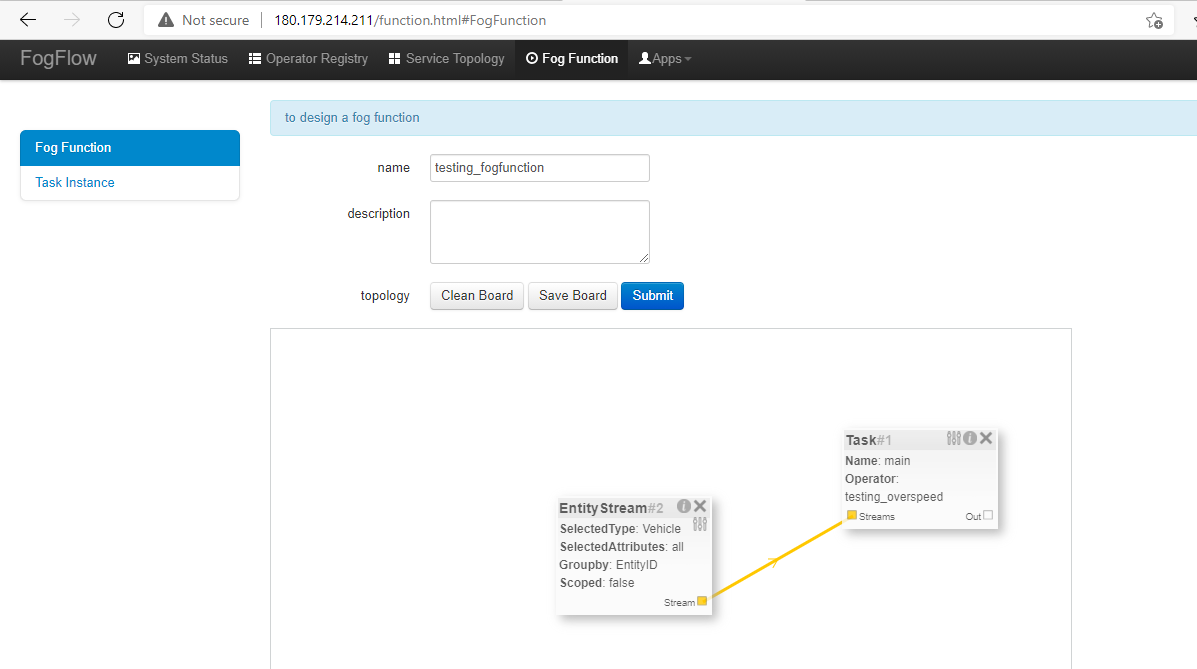 Not secure | 180.179.214.211/function.html#FogFunction
FogFlow System Status Operator Registry Service Topology Fog Function Apps
to design a fog function
Fog Function
Task Instance
name testing_fogfunction
description
topology Clean Board Save Board Submit
Task#1
Name: main
Operator:
testing_overspeed
Streams Out
EntityStream#2
SelectedType: Vehicle
SelectedAttributes: all
Groupby: EntityID
Scoped: false
Stream